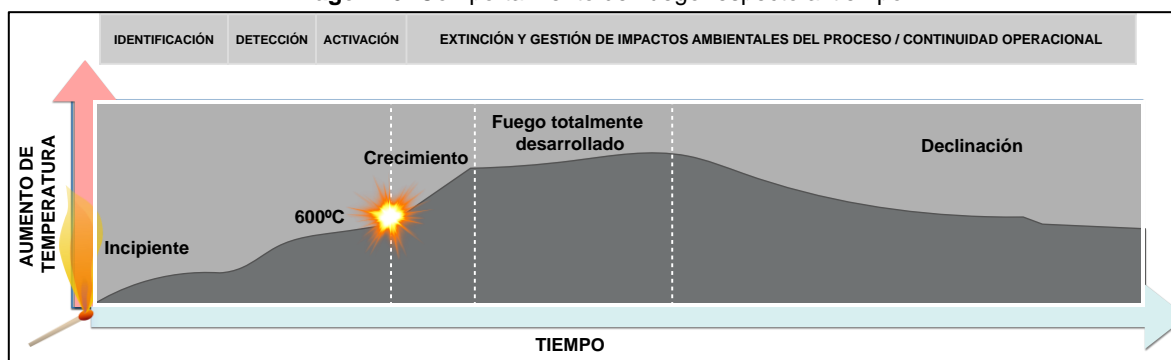 IDENTIFICACIÓN DETECCIÓN ACTIVACIÓN EXTINCIÓN Y GESTIÓN DE IMPACTOS AMBIENTALES DEL PROCESO / CONTINUIDAD OPERACIONAL
AUMENTO DE
TEMPERATURA
Incipiente
600ºC
Crecimiento
Fuego totalmente
desarrollado
Declinación
TIEMPO